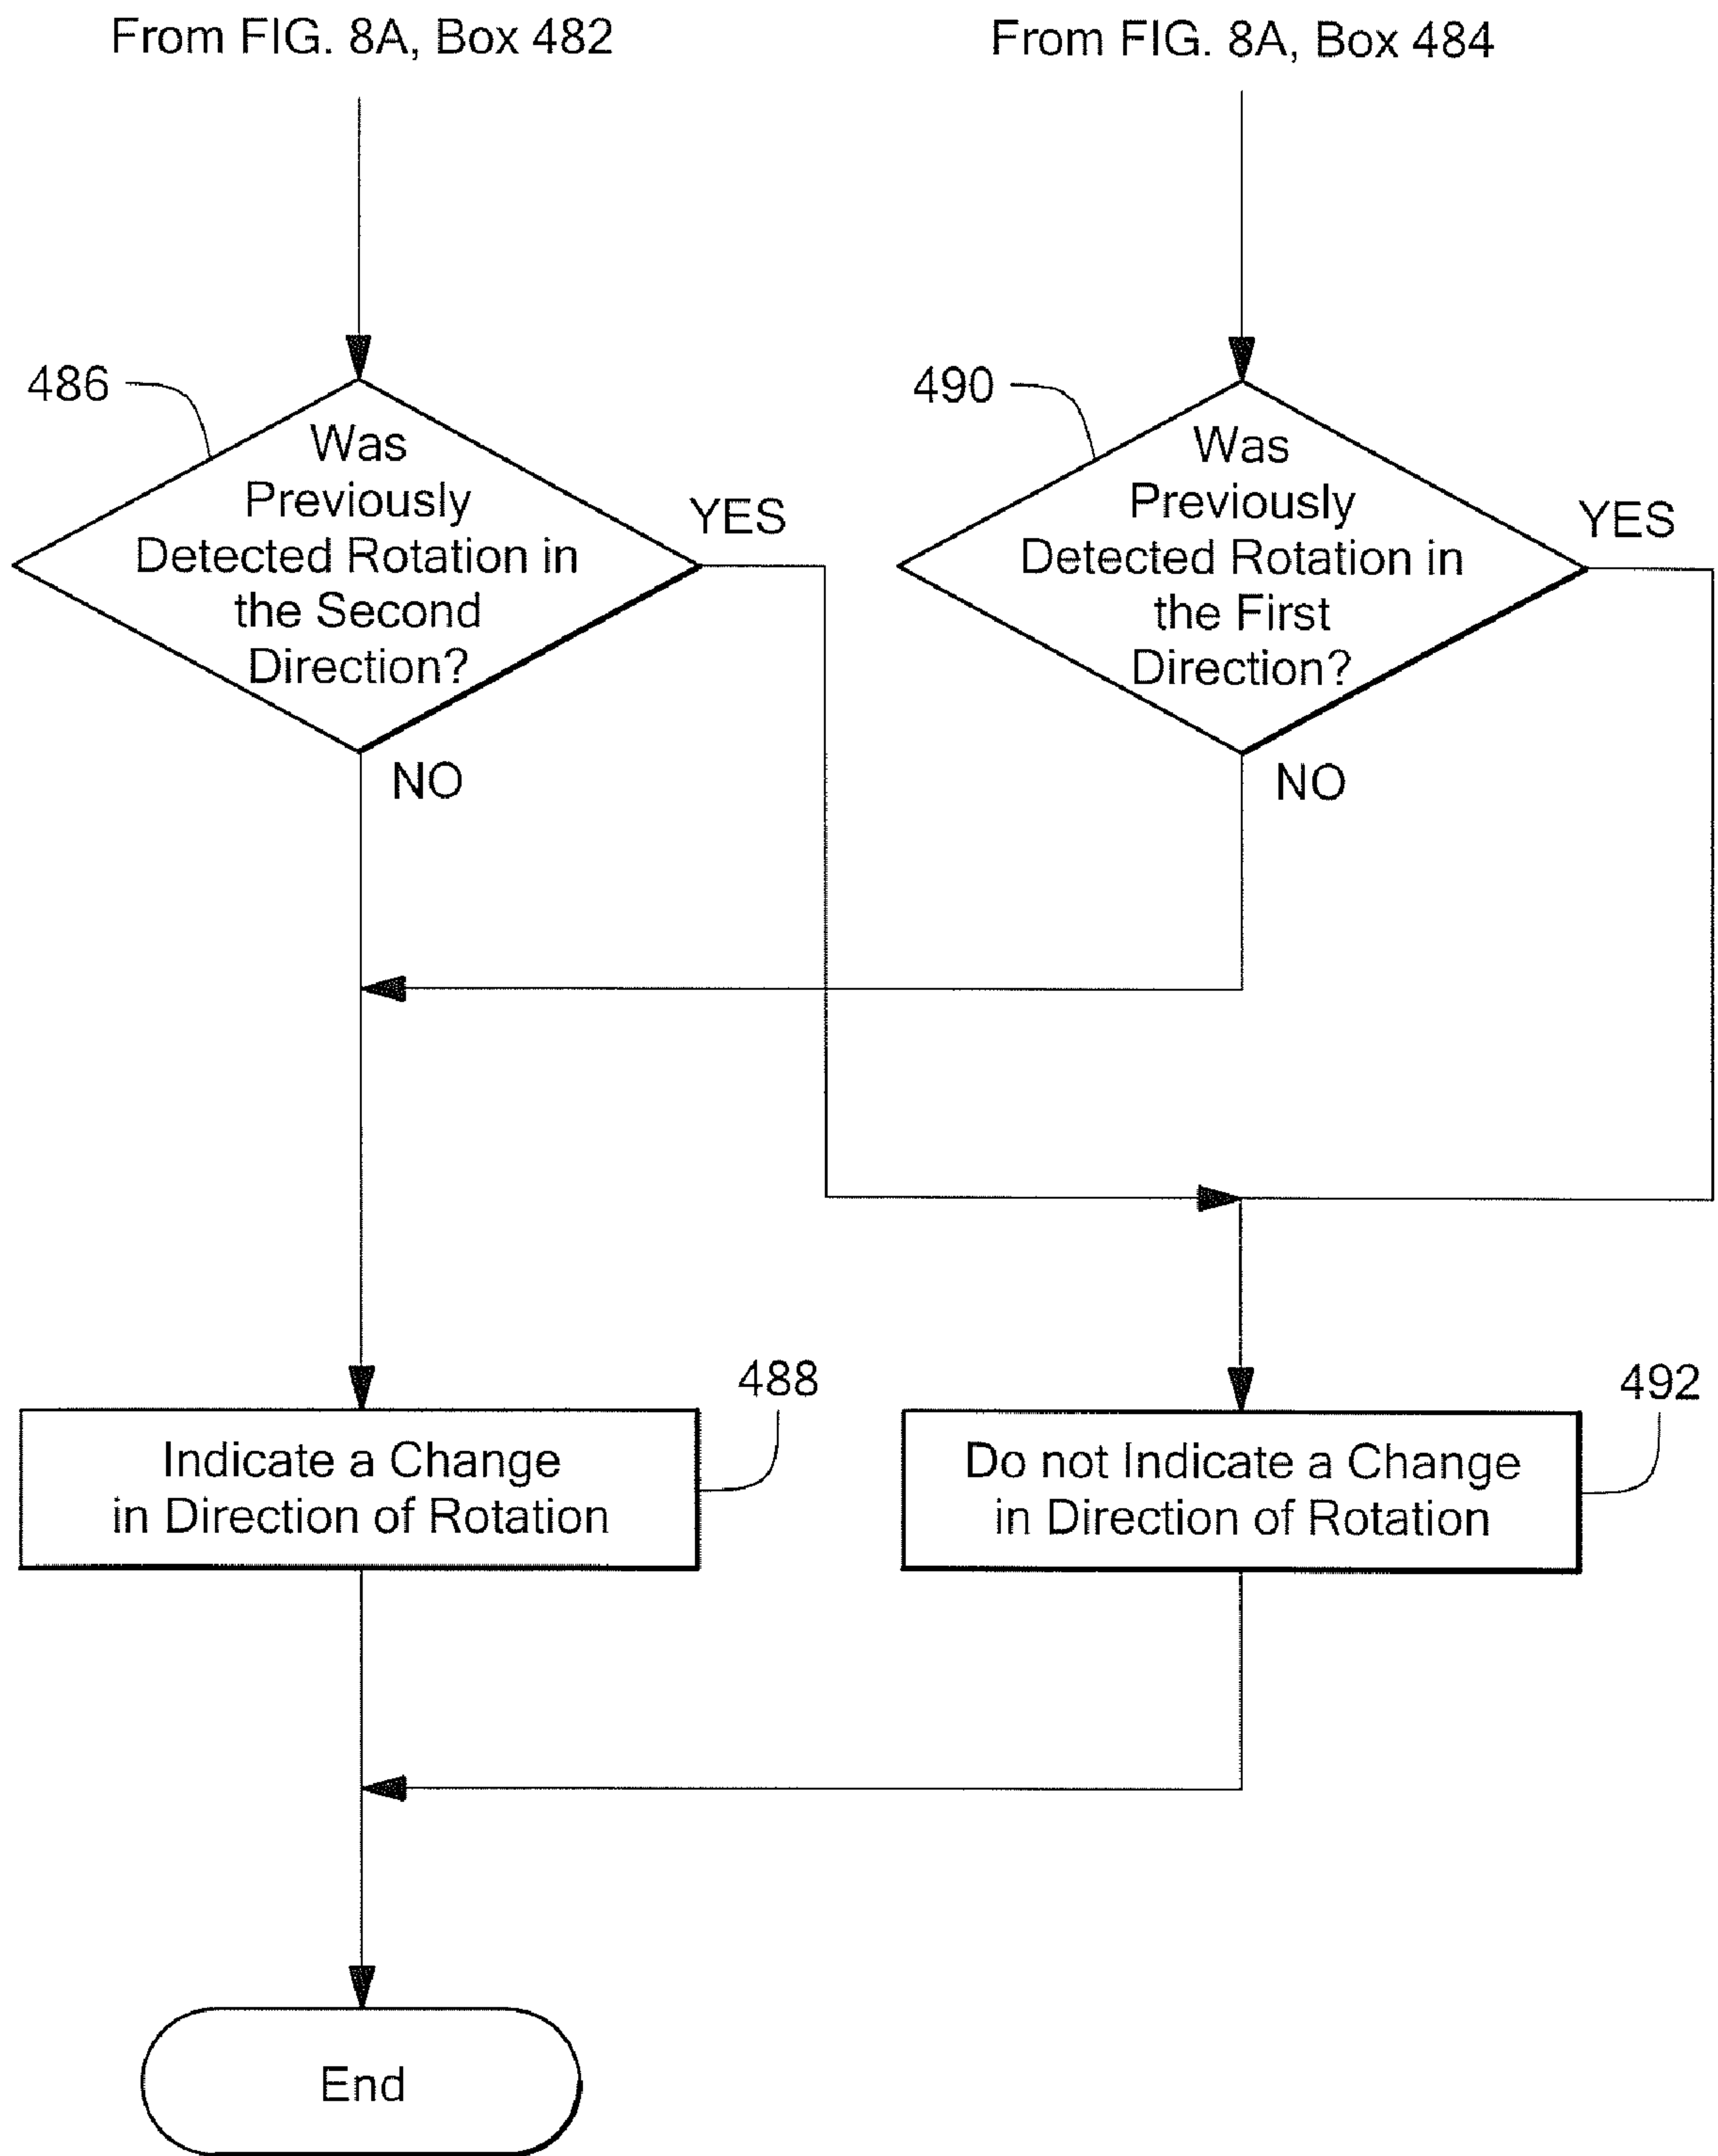 From FIG. 8A, Box 482
From FIG. 8A, Box 484
486
Was
Previously
Detected Rotation in
the Second
Direction?
YES
NO
490
Was
Previously
Detected Rotation in
the First
Direction?
YES
NO
488
Indicate a Change
in Direction of Rotation
492
Do not Indicate a Change
in Direction of Rotation
End